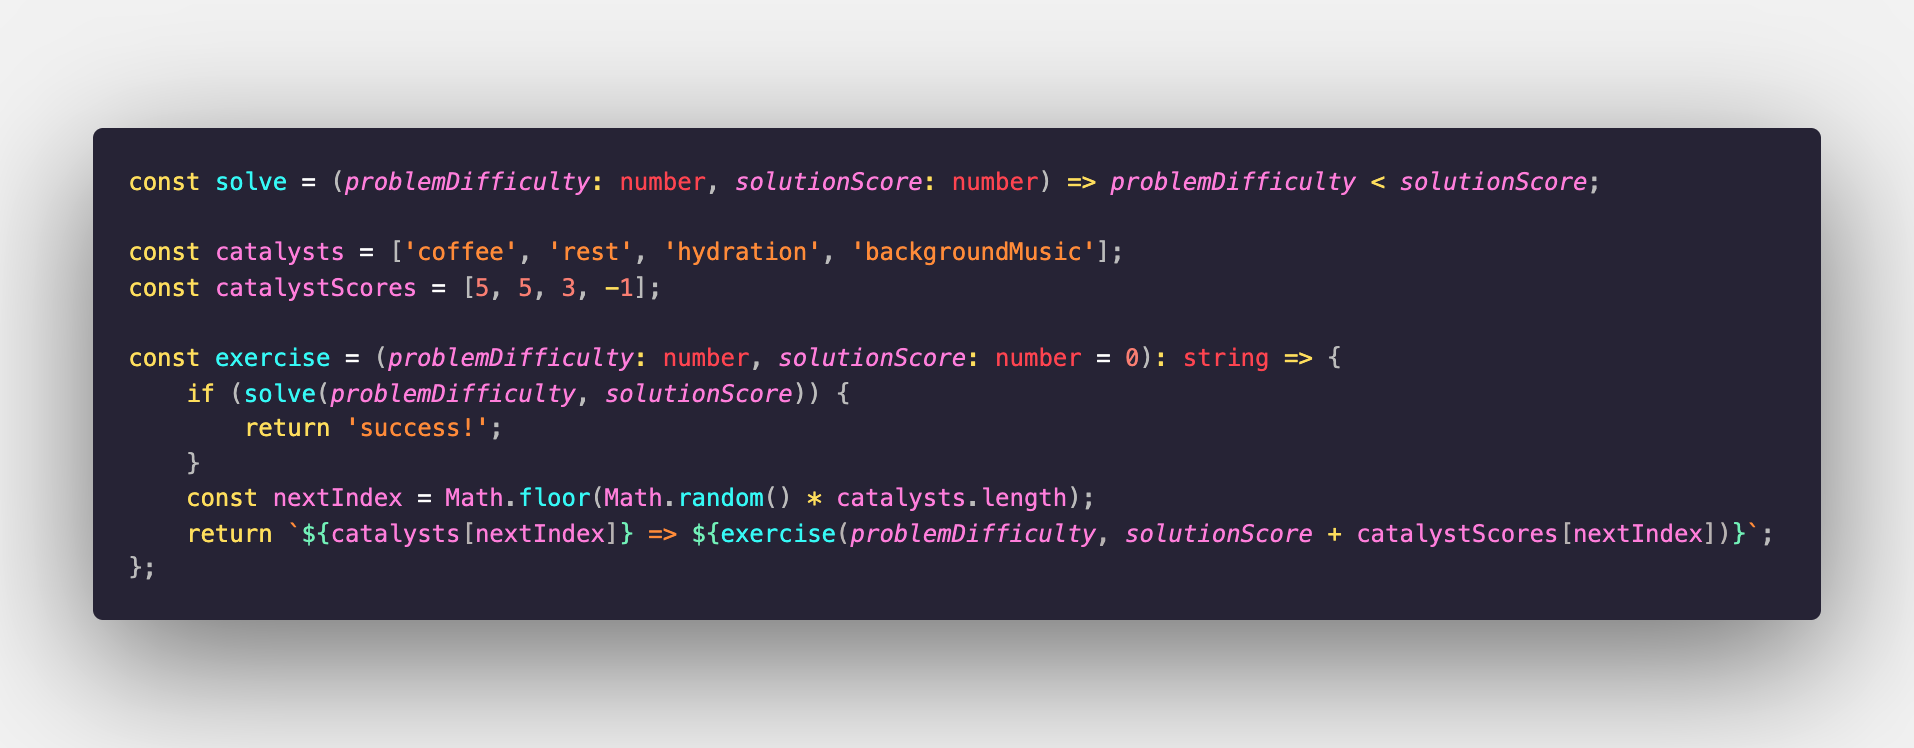 const solve = (problemDifficulty: number, solutionScore: number) => problemDifficulty < solutionScore;
const catalysts = ['coffee', 'rest', 'hydration', 'backgroundMusic'];
const catalystScores = [5, 5, 3, -1];
const exercise = (problemDifficulty: number, solutionScore: number = 0): string => {
    if (solve(problemDifficulty, solutionScore)) {
        return 'success!';
    }
    const nextIndex = Math.floor(Math.random() * catalysts.length);
    return `${catalysts[nextIndex]} => ${exercise(problemDifficulty, solutionScore + catalystScores[nextIndex])}`;
};